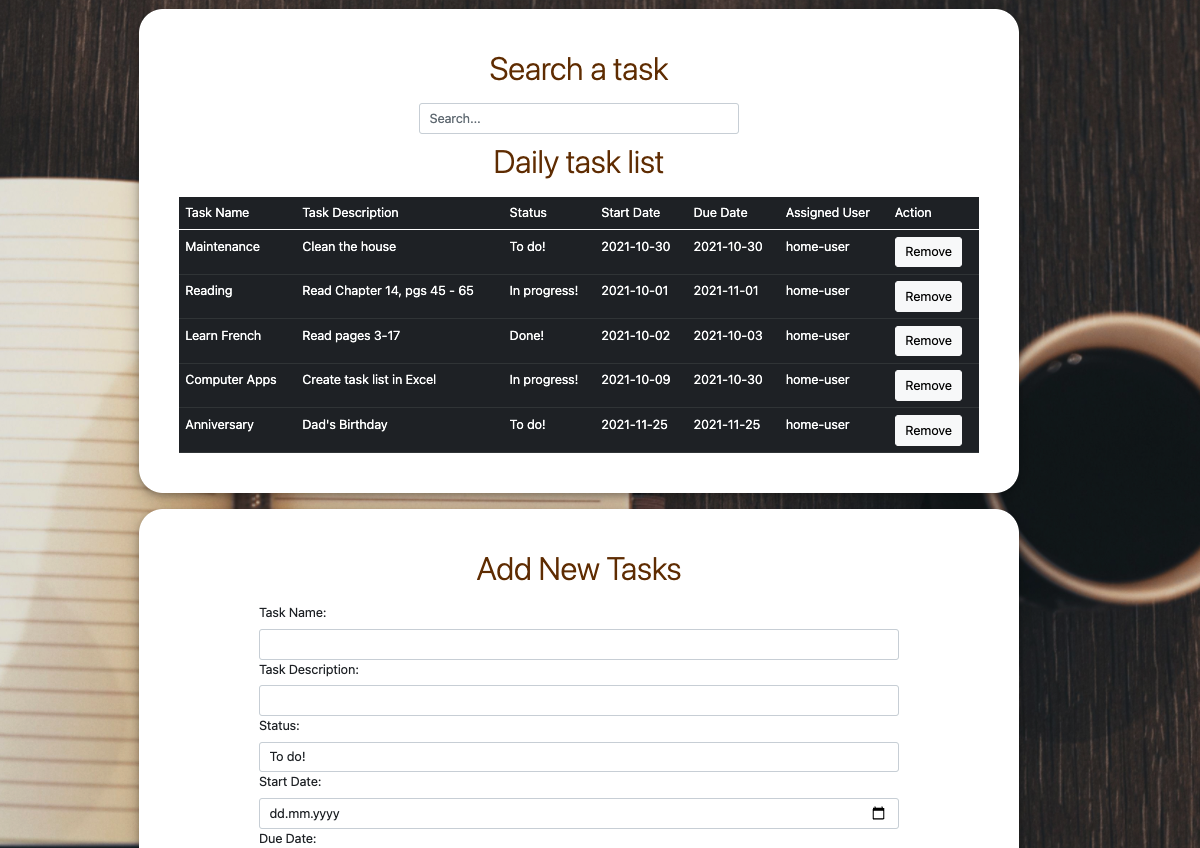 Search a task
Search...
Daily task list
Task Name Task Description Status Start Date Due Date Assigned User Action
Maintenance Clean the house To do! 2021-10-30 2021-10-30 home-user Remove
Reading Read Chapter 14, pgs 45 - 65 In progress! 2021-10-01 2021-11-01 home-user Remove
Learn French Read pages 3-17 Done! 2021-10-02 2021-10-03 home-user Remove
Computer Apps Create task list in Excel In progress! 2021-10-09 2021-10-30 home-user Remove
Anniversary Dad's Birthday To do! 2021-11-25 2021-11-25 home-user Remove
Add New Tasks
Task Name:
Task Description:
Status:
To do!
Start Date:
dd.mm.yyyy
Due Date: